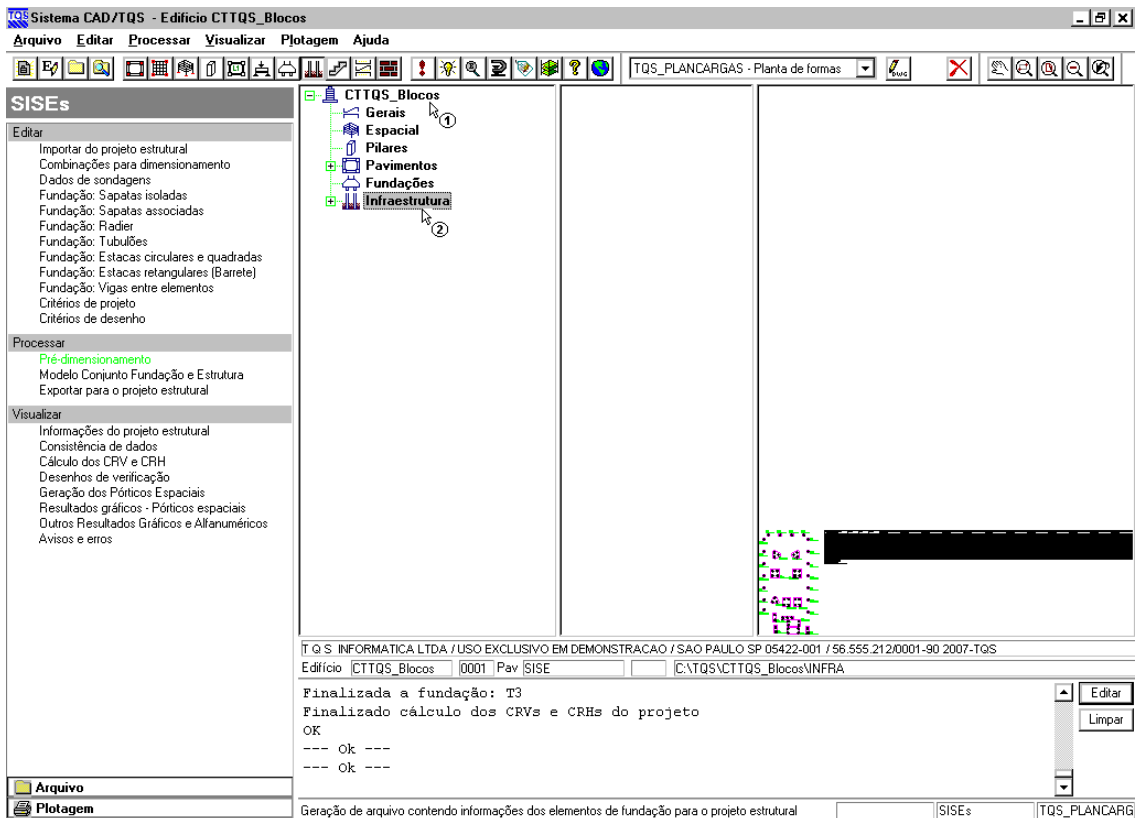 TQS Sistema CAD/TQS - Edificio CTTQS_Blocos
Arquivo Editar Processar Visualizar Plotagem Ajuda
TQS_PLANCARGAS - Planta de formas
DWG
SISEs
Editar
Importar do projeto estrutural
Combinações para dimensionamento
Dados de sondagens
Fundação: Sapatas isoladas
Fundação: Sapatas associadas
Fundação: Radier
Fundação: Tubulões
Fundação: Estacas circulares e quadradas
Fundação: Estacas retangulares (Barrete)
Fundação: Vigas entre elementos
Critérios de projeto
Critérios de desenho
Processar
Pré-dimensionamento
Modelo Conjunto Fundação e Estrutura
Exportar para o projeto estrutural
Visualizar
Informações do projeto estrutural
Consistência de dados
Cálculo dos CRV e CRH
Desenhos de verificação
Geração dos Pórticos Espaciais
Resultados gráficos - Pórticos espaciais
Outros Resultados Gráficos e Alfanuméricos
Avisos e erros
Arquivo
Plotagem
CTTQS_Blocos
1
Gerais
Espacial
Pilares
Pavimentos
Fundações
Infraestrutura
2
T Q S INFORMATICA LTDA / USO EXCLUSIVO EM DEMONSTRACAO / SAO PAULO SP 05422-001 / 56.555.212/0001-90 2007-TQS
Edifício CTTQS_Blocos 0001 Pav SISE C:\TQS\CTTQS_Blocos\INFRA
Finalizada a fundação: T3
Finalizado cálculo dos CRVs e CRHs do projeto
OK
--- Ok ---
--- Ok ---
Editar
Limpar
Geração de arquivo contendo informações dos elementos de fundação para o projeto estrutural SISEs TQS_PLANCARG